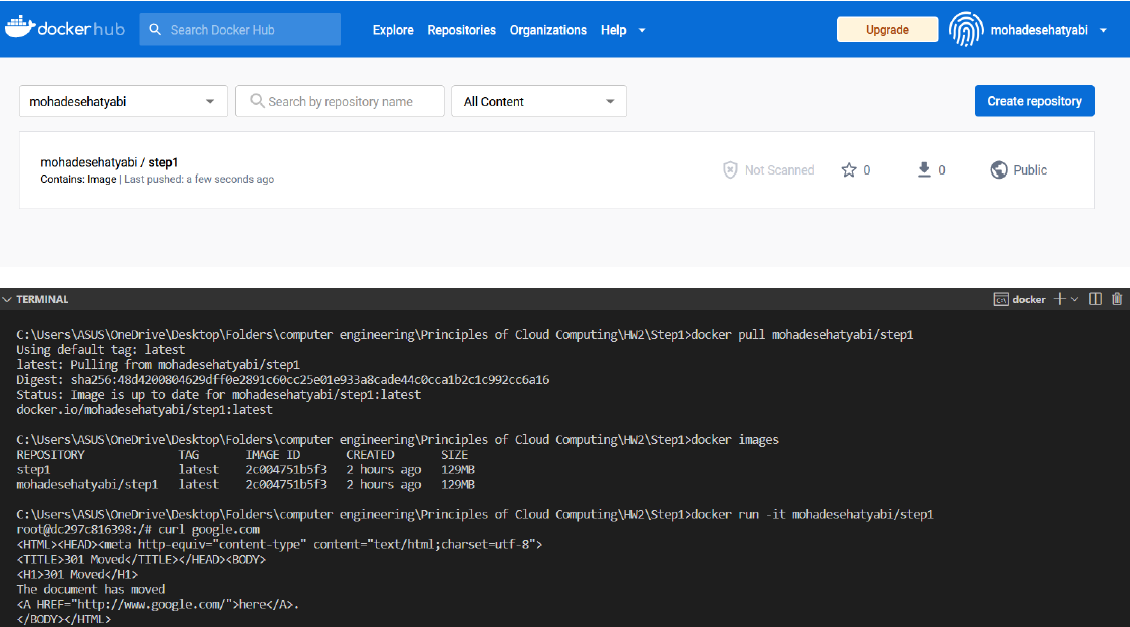 docker hub
Search Docker Hub
Explore Repositories Organizations Help
Upgrade
mohadesehatyabi
mohadesehatyabi
Search by repository name
All Content
Create repository
mohadesehatyabi / step1
Contains: Image | Last pushed: a few seconds ago
Not Scanned
0
0
Public
TERMINAL
docker
C:\Users\ASUS\OneDrive\Desktop\Folders\computer engineering\Principles of Cloud Computing\HW2\Step1>docker pull mohadesehatyabi/step1
Using default tag: latest
latest: Pulling from mohadesehatyabi/step1
Digest: sha256:48d4200804629dff0e2891c60cc25e01e933a8cade44c0cca1b2c1c992cc6a16
Status: Image is up to date for mohadesehatyabi/step1:latest
docker.io/mohadesehatyabi/step1:latest
C:\Users\ASUS\OneDrive\Desktop\Folders\computer engineering\Principles of Cloud Computing\HW2\Step1>docker images
REPOSITORY TAG IMAGE ID CREATED SIZE
step1 latest 2c004751b5f3 2 hours ago 129MB
mohadesehatyabi/step1 latest 2c004751b5f3 2 hours ago 129MB
C:\Users\ASUS\OneDrive\Desktop\Folders\computer engineering\Principles of Cloud Computing\HW2\Step1>docker run -it mohadesehatyabi/step1
root@dc297c816398:/# curl google.com
<HTML><HEAD><meta http-equiv="content-type" content="text/html;charset=utf-8">
<TITLE>301 Moved</TITLE></HEAD><BODY>
<H1>301 Moved</H1>
The document has moved
<A HREF="http://www.google.com/">here</A>.
</BODY></HTML>